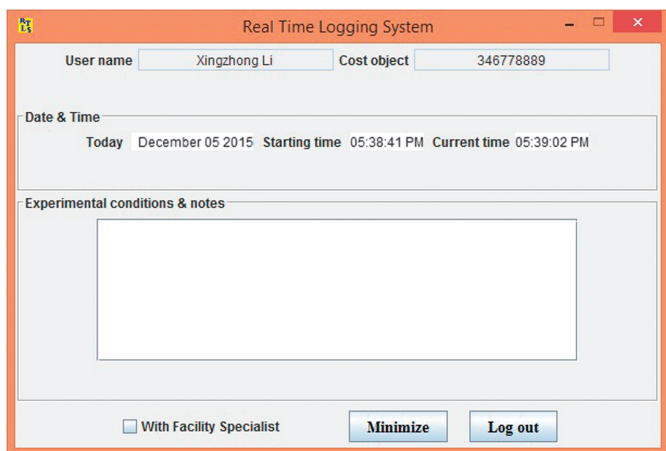 RT
LS
Real Time Logging System
User name Xingzhong Li Cost object 346778889
Date & Time
Today December 05 2015 Starting time 05:38:41 PM Current time 05:39:02 PM
Experimental conditions & notes
With Facility Specialist Minimize Log out